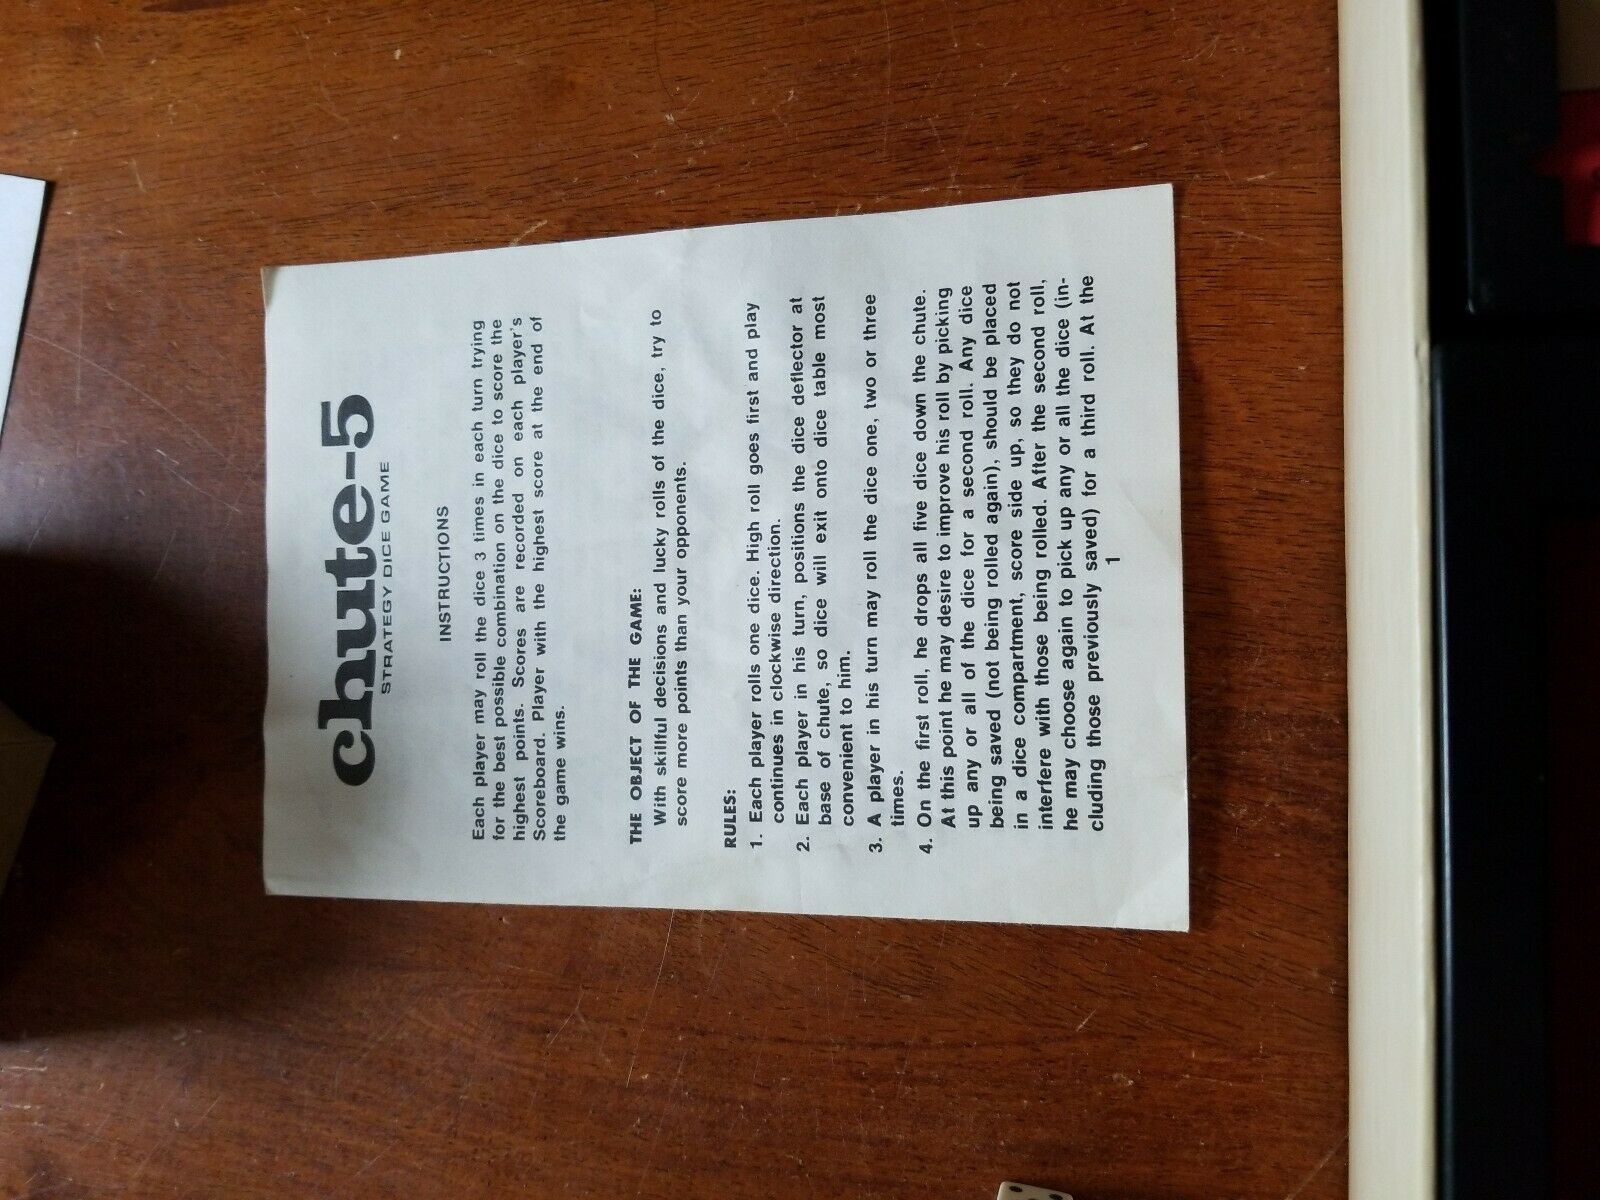 chute-5
STRATEGY DICE GAME
INSTRUCTIONS
Each player may roll the dice 3 times in each turn trying
for the best possible combination on the dice to score the
highest points. Scores are recorded on each player's
Scoreboard. Player with the highest score at the end of
the game wins.
THE OBJECT OF THE GAME:
With skillful decisions and lucky rolls of the dice, try to
score more points than your opponents.
RULES:
1. Each player rolls one dice. High roll goes first and play
continues in clockwise direction.
2. Each player in his turn, positions the dice deflector at
base of chute, so dice will exit onto dice table most
convenient to him.
3. A player in his turn may roll the dice one, two or three
times.
4. On the first roll, he drops all five dice down the chute.
At this point he may desire to improve his roll by picking
up any or all of the dice for a second roll. Any dice
being saved (not being rolled again), should be placed
in a dice compartment, score side up, so they do not
interfere with those being rolled. After the second roll,
he may choose again to pick up any or all the dice (in-
cluding those previously saved) for a third roll. At the
1